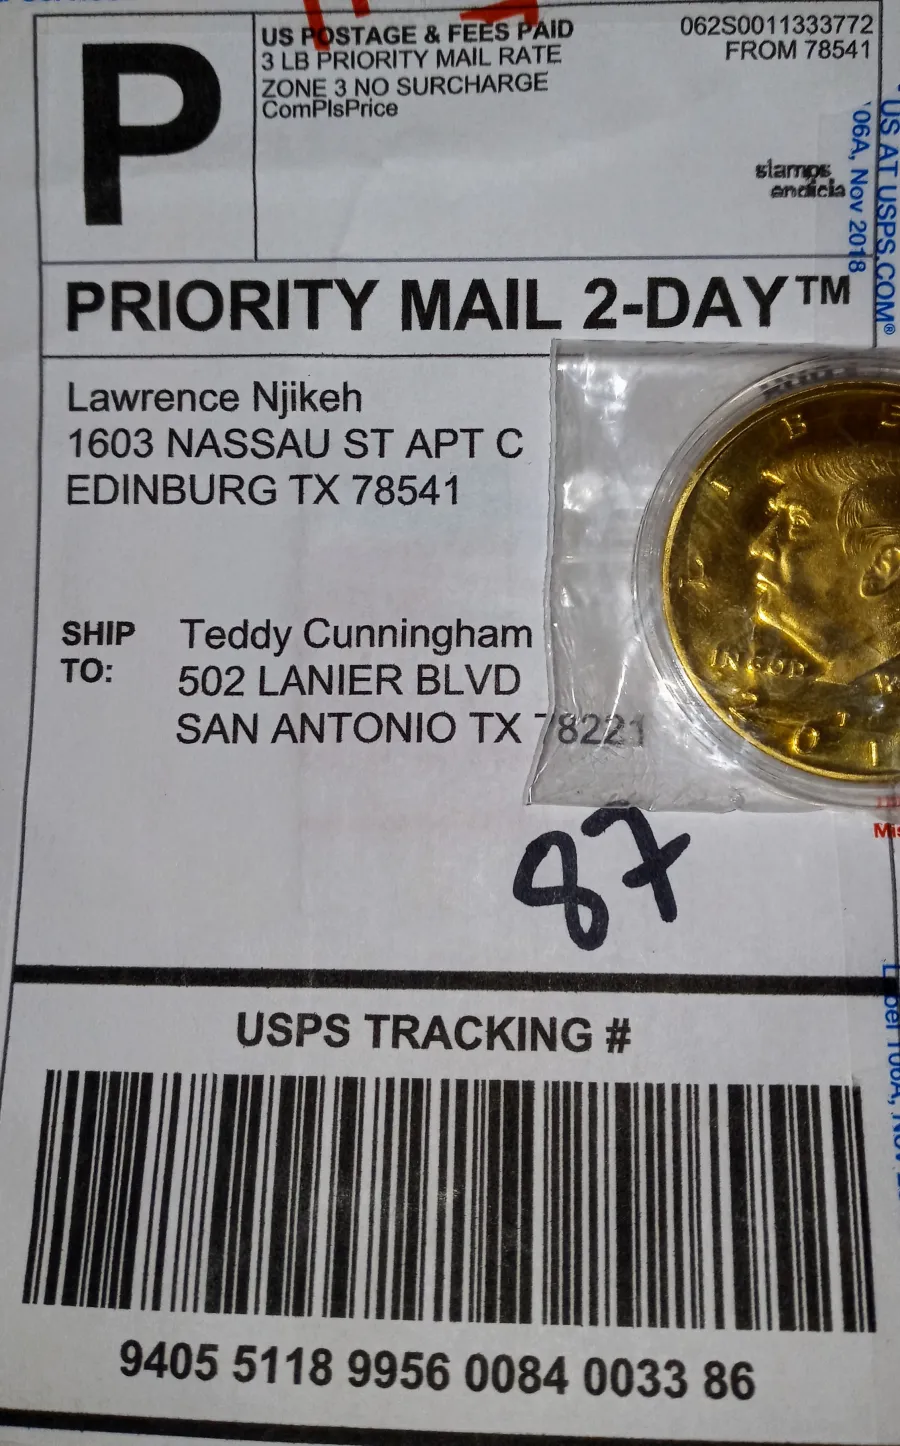 P
US POSTAGE & FEES PAID
3 LB PRIORITY MAIL RATE
ZONE 3 NO SURCHARGE
ComPlsPrice
062S0011333772
FROM 78541
stamps
endicia
US AT USPS.COM®
06A, Nov 2018
PRIORITY MAIL 2-DAY™
Lawrence Njikeh
1603 NASSAU ST APT C
EDINBURG TX 78541
SHIP
TO:
Teddy Cunningham
502 LANIER BLVD
SAN ANTONIO TX 78221
L I B E
IN GOD W
2 0 1
87
USPS TRACKING #
9405 5118 9956 0084 0033 86